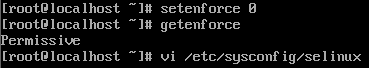 [root@localhost ~]# setenforce 0
[root@localhost ~]# getenforce
Permissive
[root@localhost ~]# vi /etc/sysconfig/selinux